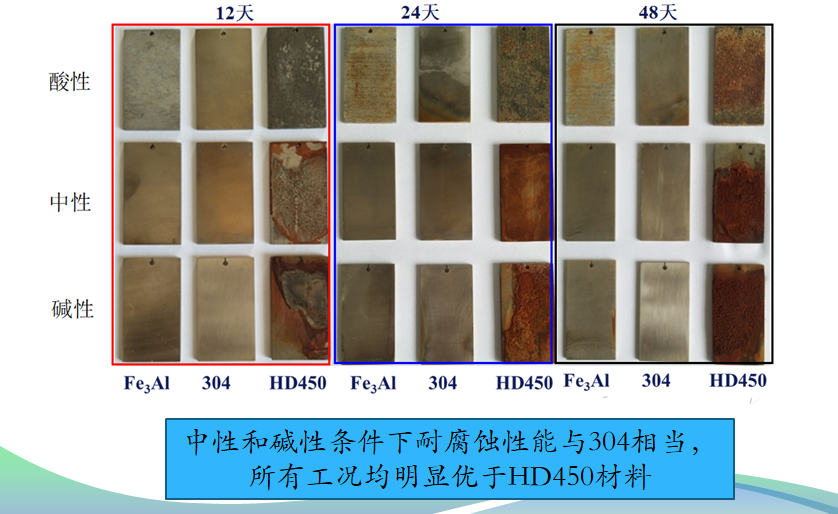 12天 24天 48天
酸性
中性
碱性
Fe₃Al 304 HD450 Fe₃Al 304 HD450 Fe₃Al 304 HD450
中性和碱性条件下耐腐蚀性能与304相当，
所有工况均明显优于HD450材料